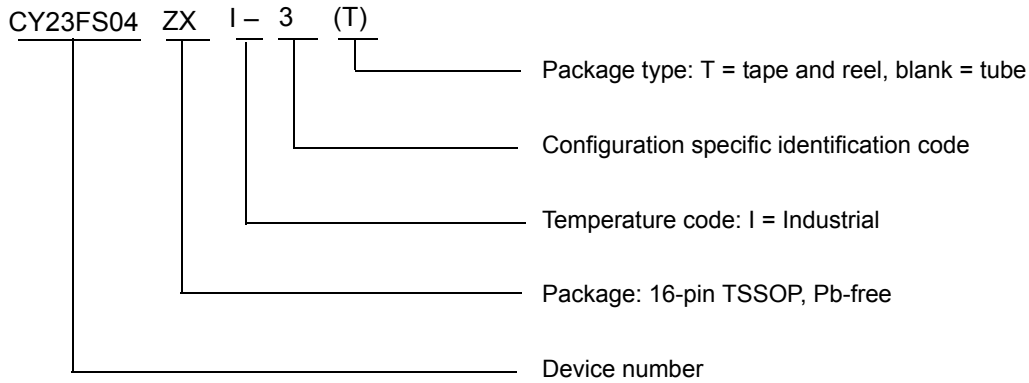 CY23FS04 ZX I – 3 (T)
Package type: T = tape and reel, blank = tube
Configuration specific identification code
Temperature code: I = Industrial
Package: 16-pin TSSOP, Pb-free
Device number